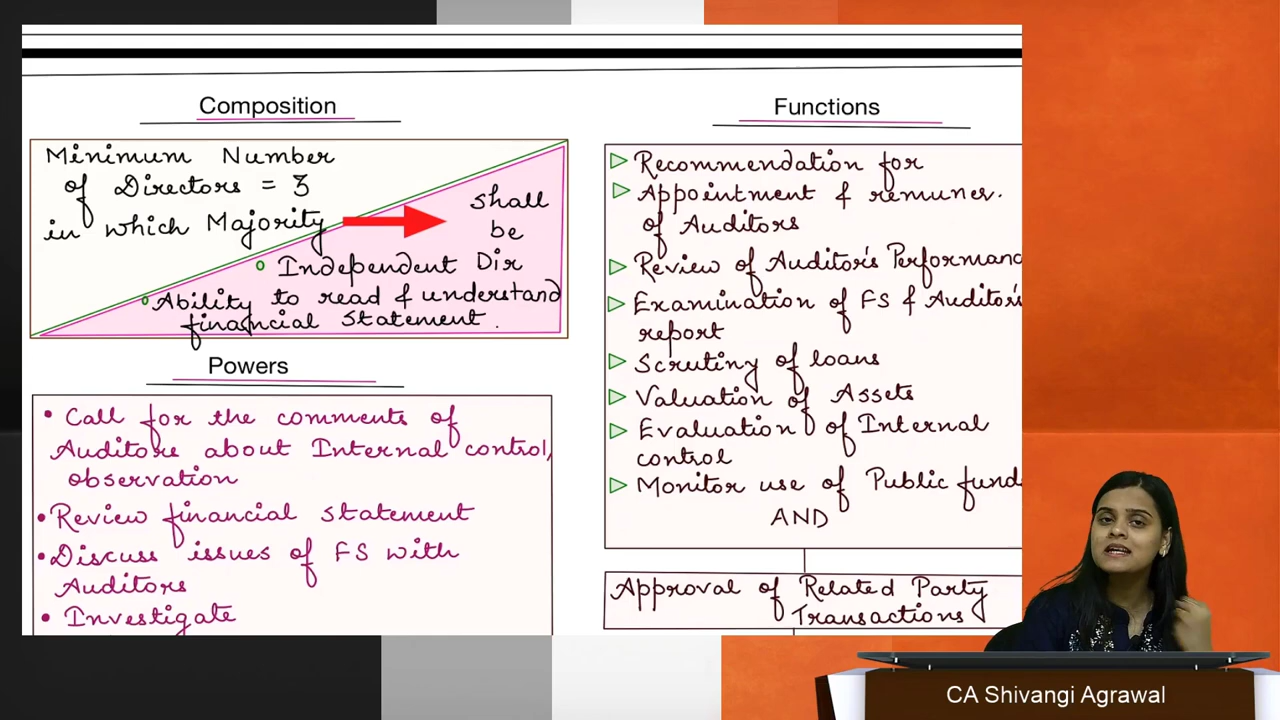 Composition
Minimum Number
of Directors = 3
in which Majority
shall
be
Independent Dir
Ability to read & understand
financial statement.
Powers
Call for the comments of
Auditors about Internal control,
observation
Review financial statement
Discuss issues of FS with
Auditors
Investigate
Functions
Recommendation for
Appointment & remuner.
of Auditors
Review of Auditor's Performanc
Examination of FS & Auditor's
report
Scrutiny of loans
Valuation of Assets
Evaluation of Internal
control
Monitor use of Public fund
AND
Approval of Related Party
Transactions
CA Shivangi Agrawal